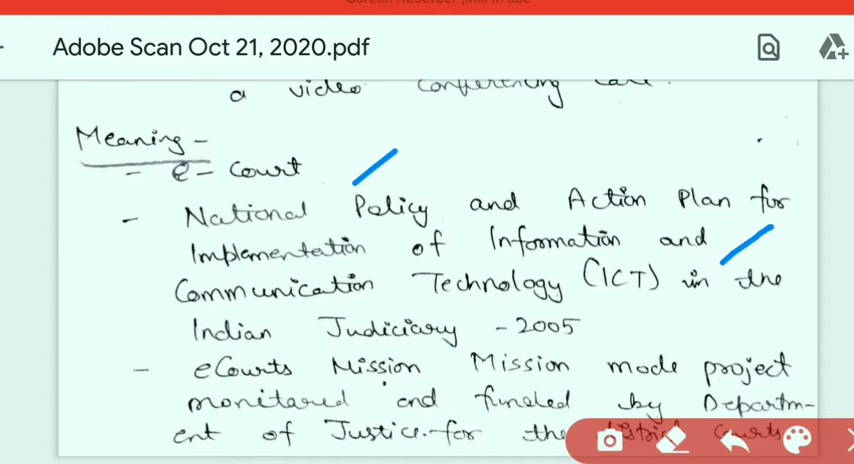 Adobe Scan Oct 21, 2020.pdf
a video conferencing
Meaning -
- e - Court
- National Policy and Action Plan for
Implementation of Information and
Communication Technology (ICT) in the
Indian Judiciary - 2005
- eCourts Mission Mission mode project
monitared and funded by Departm-
ent of Justice. for the Courts